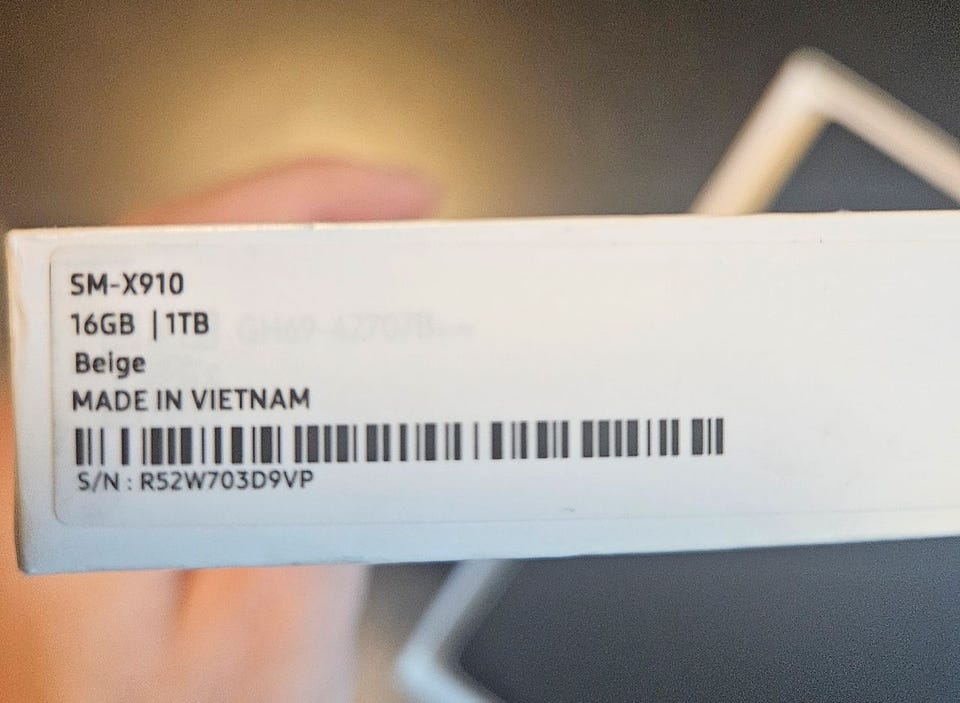 SM-X910
16GB | 1TB
Beige
MADE IN VIETNAM
S/N : R52W703D9VP